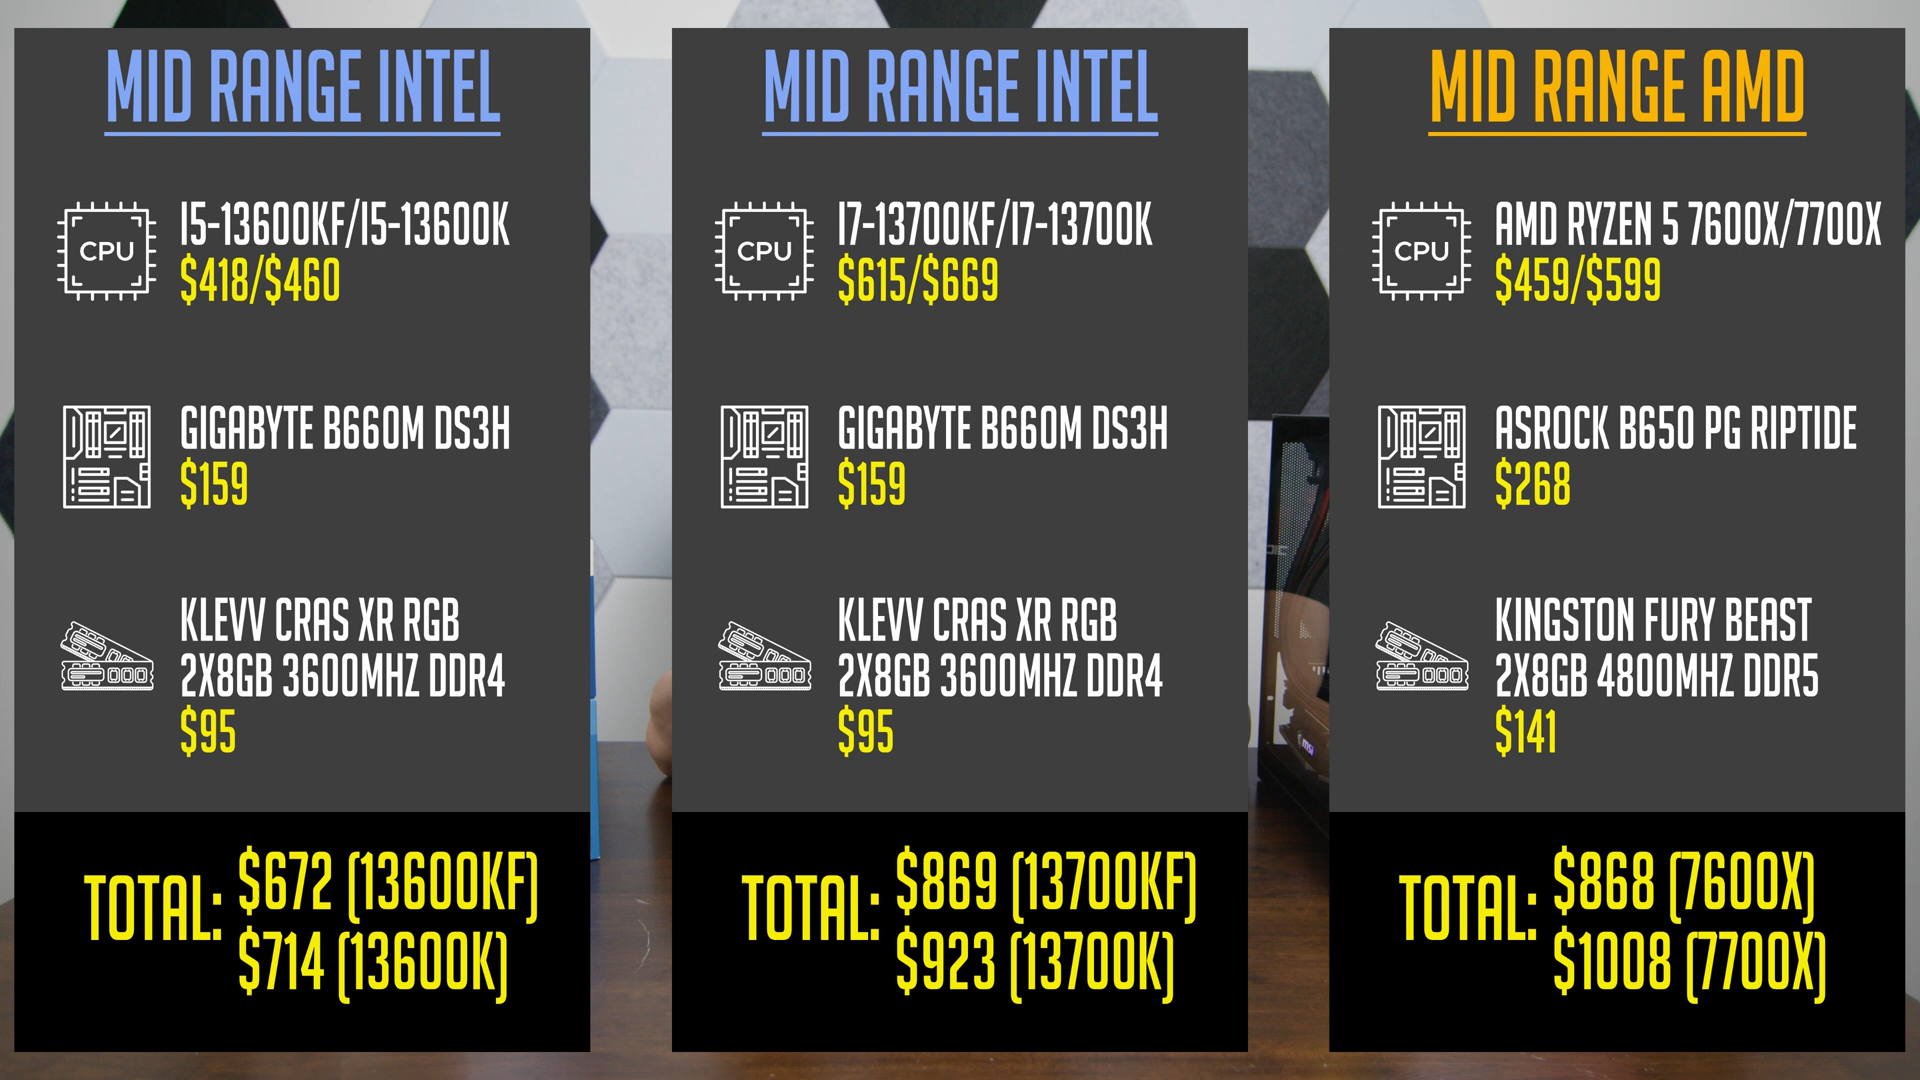 MID RANGE INTEL
CPU
I5-13600KF/I5-13600K
$418/$460
GIGABYTE B660M DS3H
$159
KLEVV CRAS XR RGB
2X8GB 3600MHZ DDR4
$95
TOTAL:
$672 (13600KF)
$714 (13600K)
MID RANGE INTEL
CPU
I7-13700KF/I7-13700K
$615/$669
GIGABYTE B660M DS3H
$159
KLEVV CRAS XR RGB
2X8GB 3600MHZ DDR4
$95
TOTAL:
$869 (13700KF)
$923 (13700K)
MID RANGE AMD
CPU
AMD RYZEN 5 7600X/7700X
$459/$599
ASROCK B650 PG RIPTIDE
$268
KINGSTON FURY BEAST
2X8GB 4800MHZ DDR5
$141
TOTAL:
$868 (7600X)
$1008 (7700X)
msi